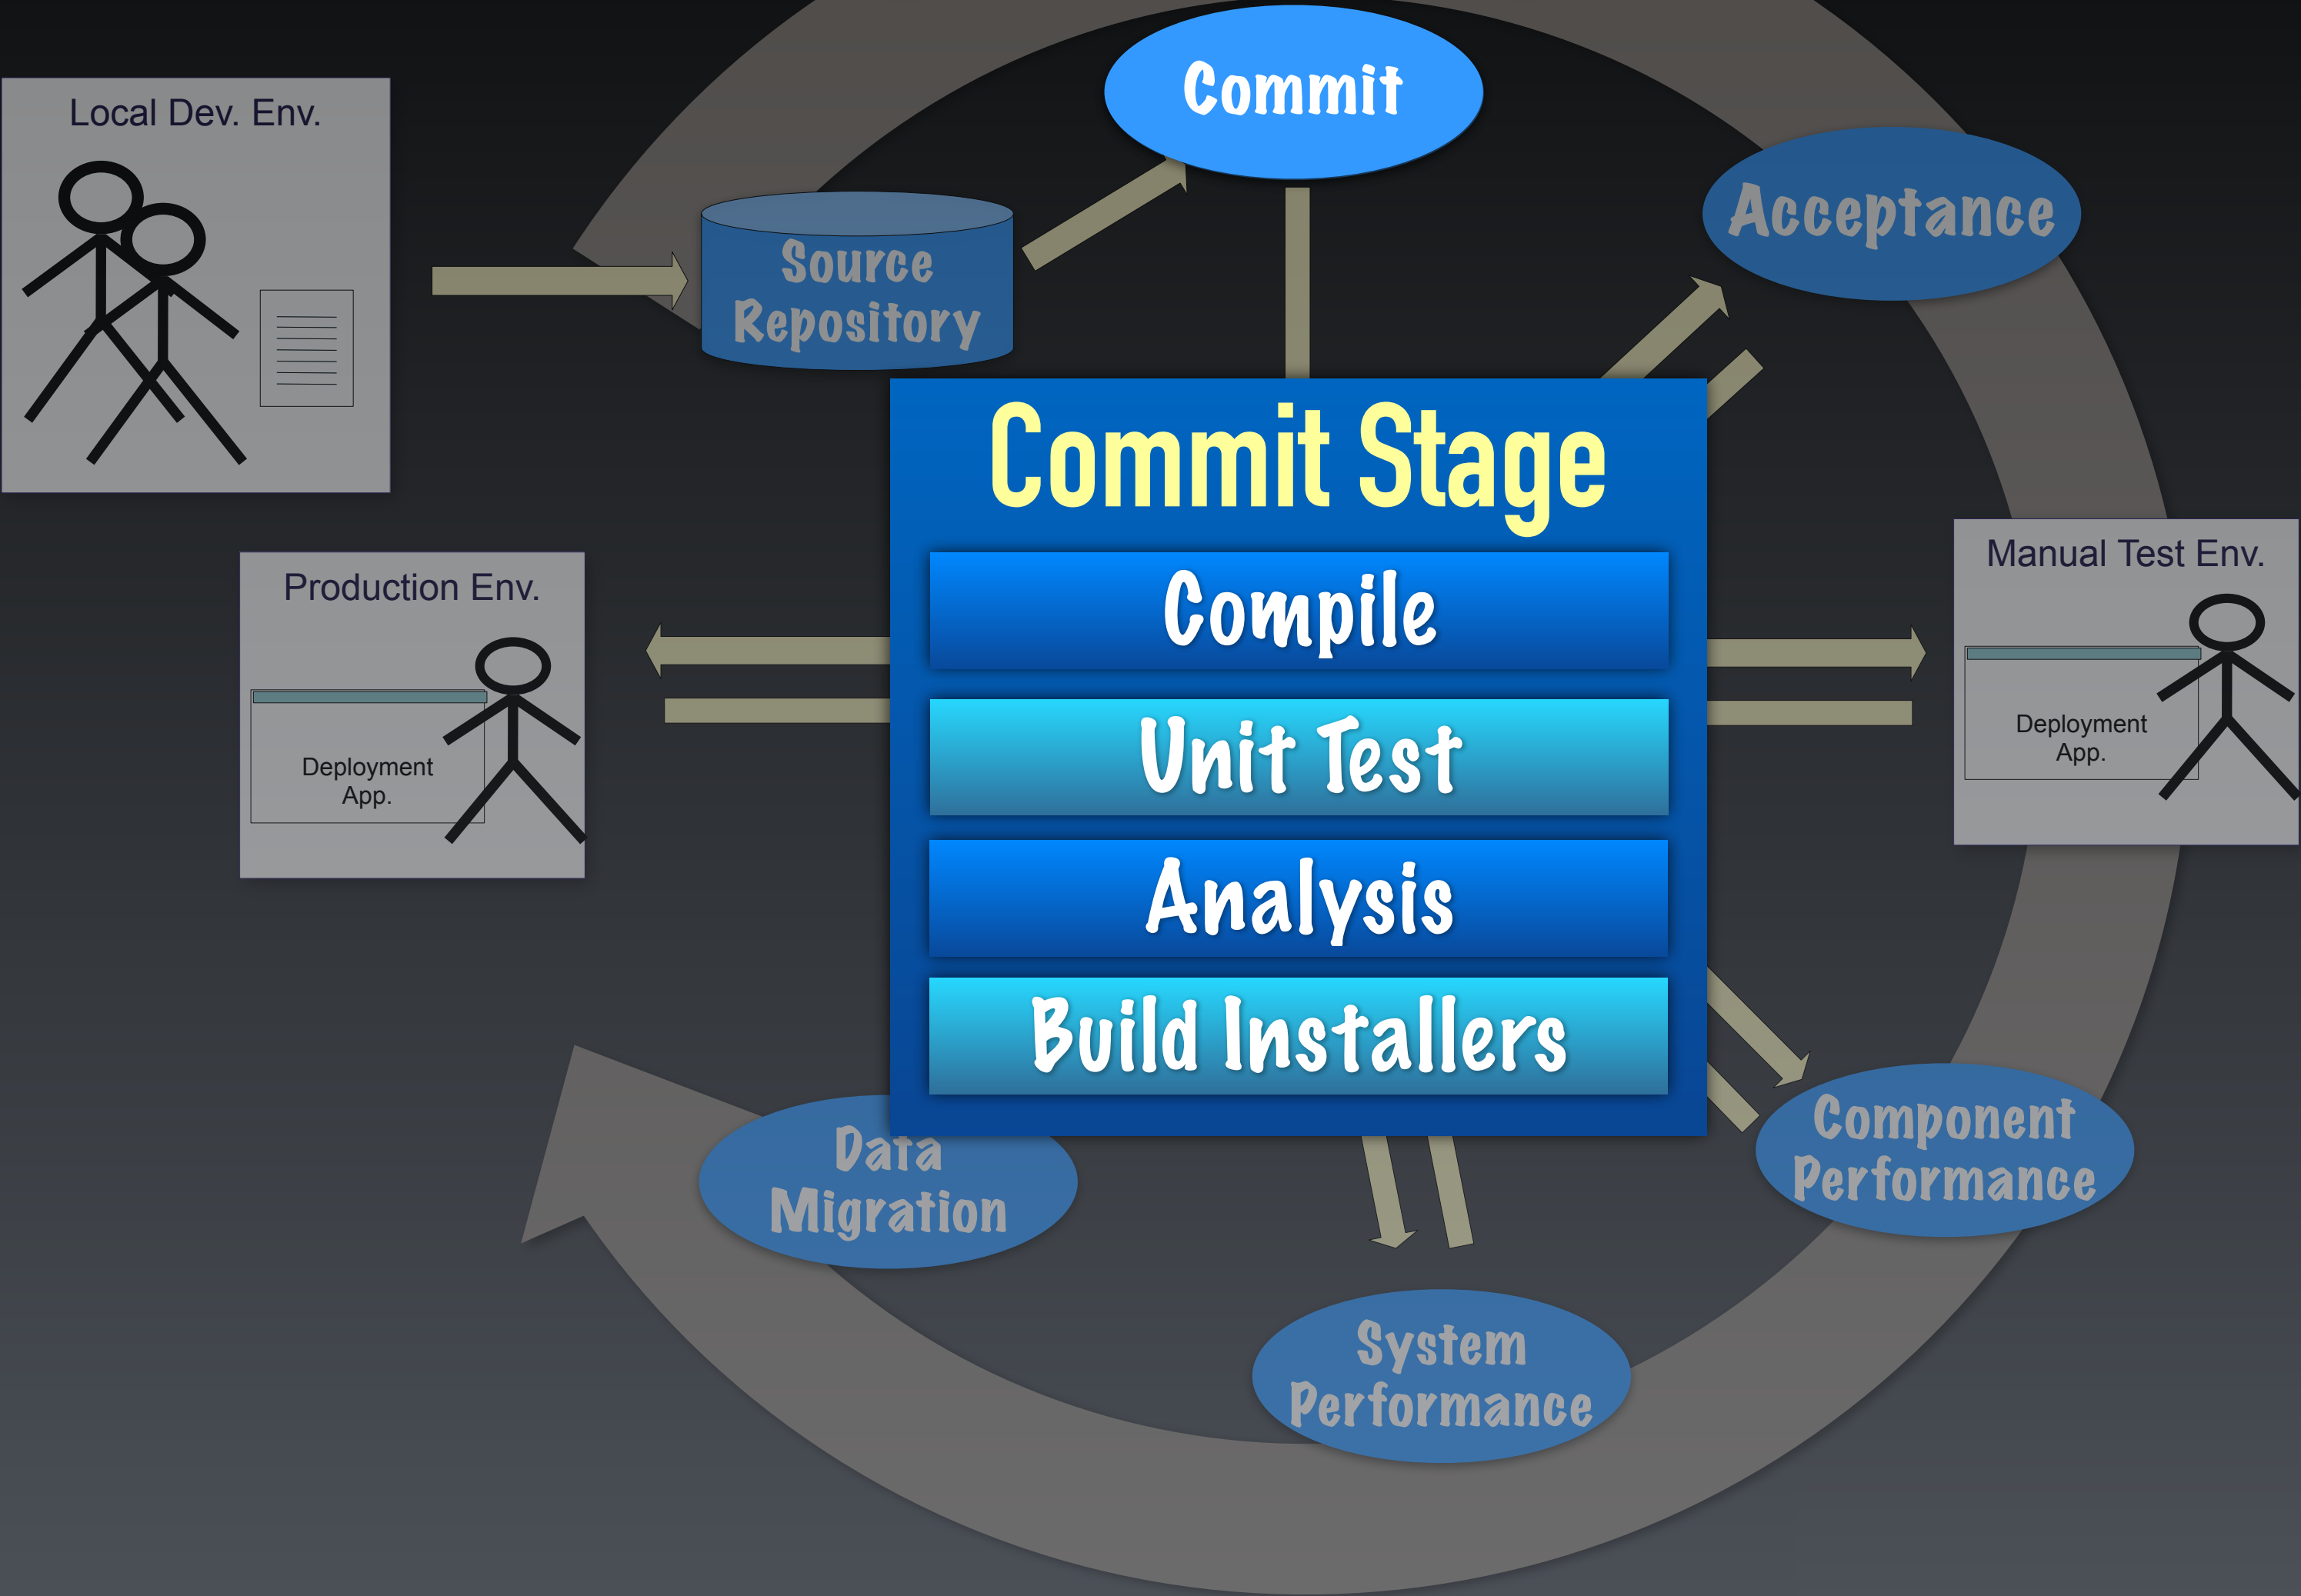 Commit
Local Dev. Env.
Acceptance
Source
Repository
Commit Stage
Compile
Unit Test
Analysis
Build Installers
Production Env.
Deployment
App.
Manual Test Env.
Deployment
App.
Data
Migration
Component
Performance
System
Performance